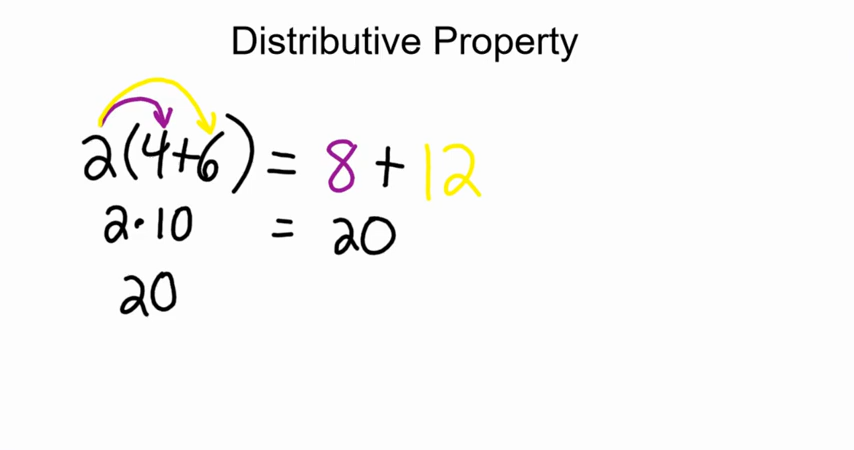 Distributive Property
2(4+6) = 8 + 12
2·10 = 20
20